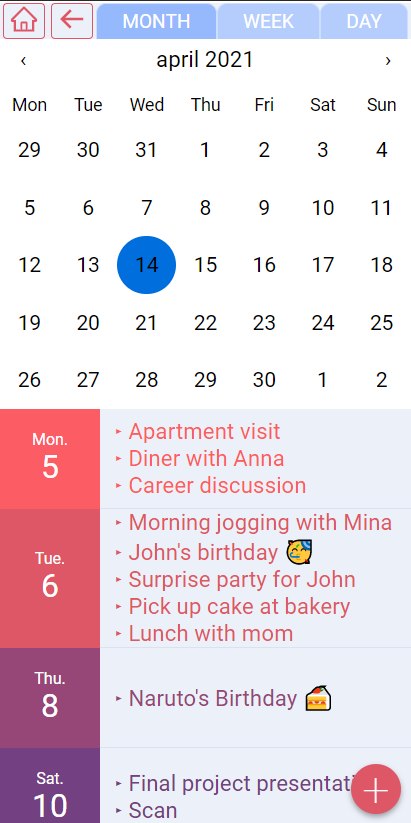 MONTH WEEK DAY
‹ april 2021 ›
Mon Tue Wed Thu Fri Sat Sun
29 30 31 1 2 3 4
5 6 7 8 9 10 11
12 13 14 15 16 17 18
19 20 21 22 23 24 25
26 27 28 29 30 1 2
Mon.
5
‣ Apartment visit
‣ Diner with Anna
‣ Career discussion
Tue.
6
‣ Morning jogging with Mina
‣ John's birthday 🥳
‣ Surprise party for John
‣ Pick up cake at bakery
‣ Lunch with mom
Thu.
8
‣ Naruto's Birthday 🍰
Sat.
10
‣ Final project presentati
‣ Scan